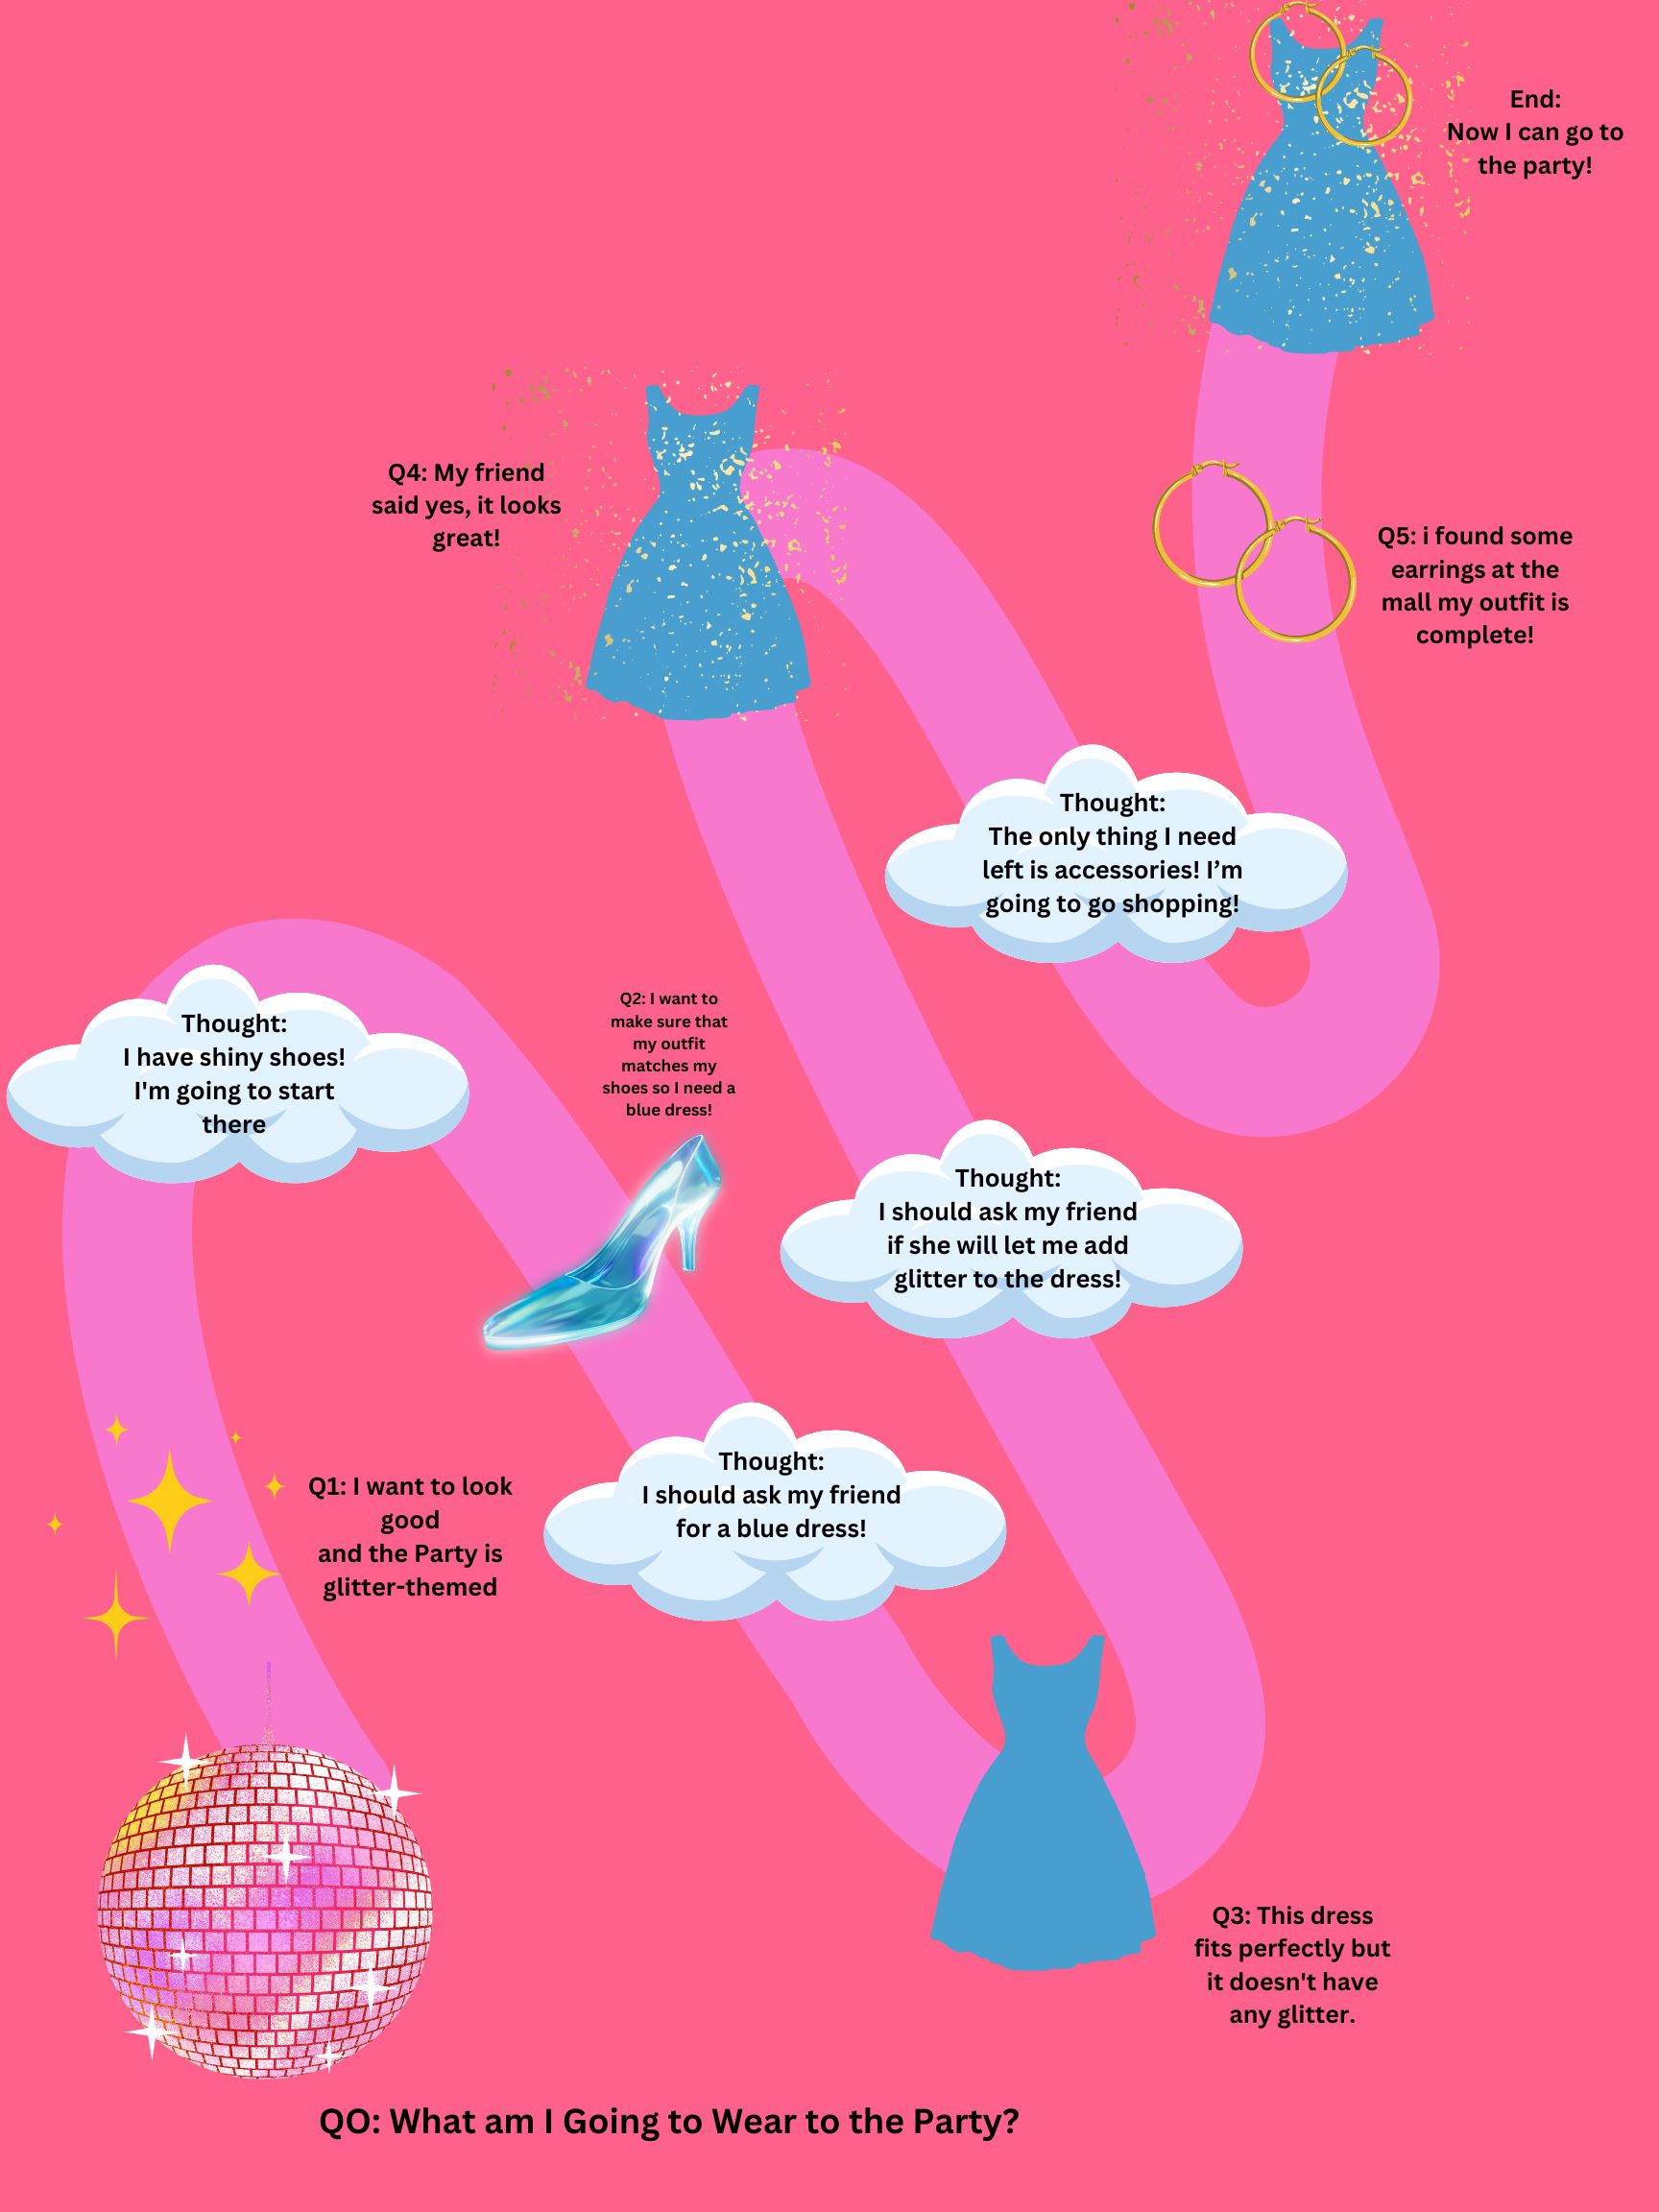 End:
Now I can go to
the party!
Q4: My friend
said yes, it looks
great!
Q5: i found some
earrings at the
mall my outfit is
complete!
Thought:
The only thing I need
left is accessories! I’m
going to go shopping!
Thought:
I have shiny shoes!
I'm going to start
there
Q2: I want to
make sure that
my outfit
matches my
shoes so I need a
blue dress!
Thought:
I should ask my friend
if she will let me add
glitter to the dress!
Thought:
I should ask my friend
for a blue dress!
Q1: I want to look
good
and the Party is
glitter-themed
Q3: This dress
fits perfectly but
it doesn't have
any glitter.
QO: What am I Going to Wear to the Party?